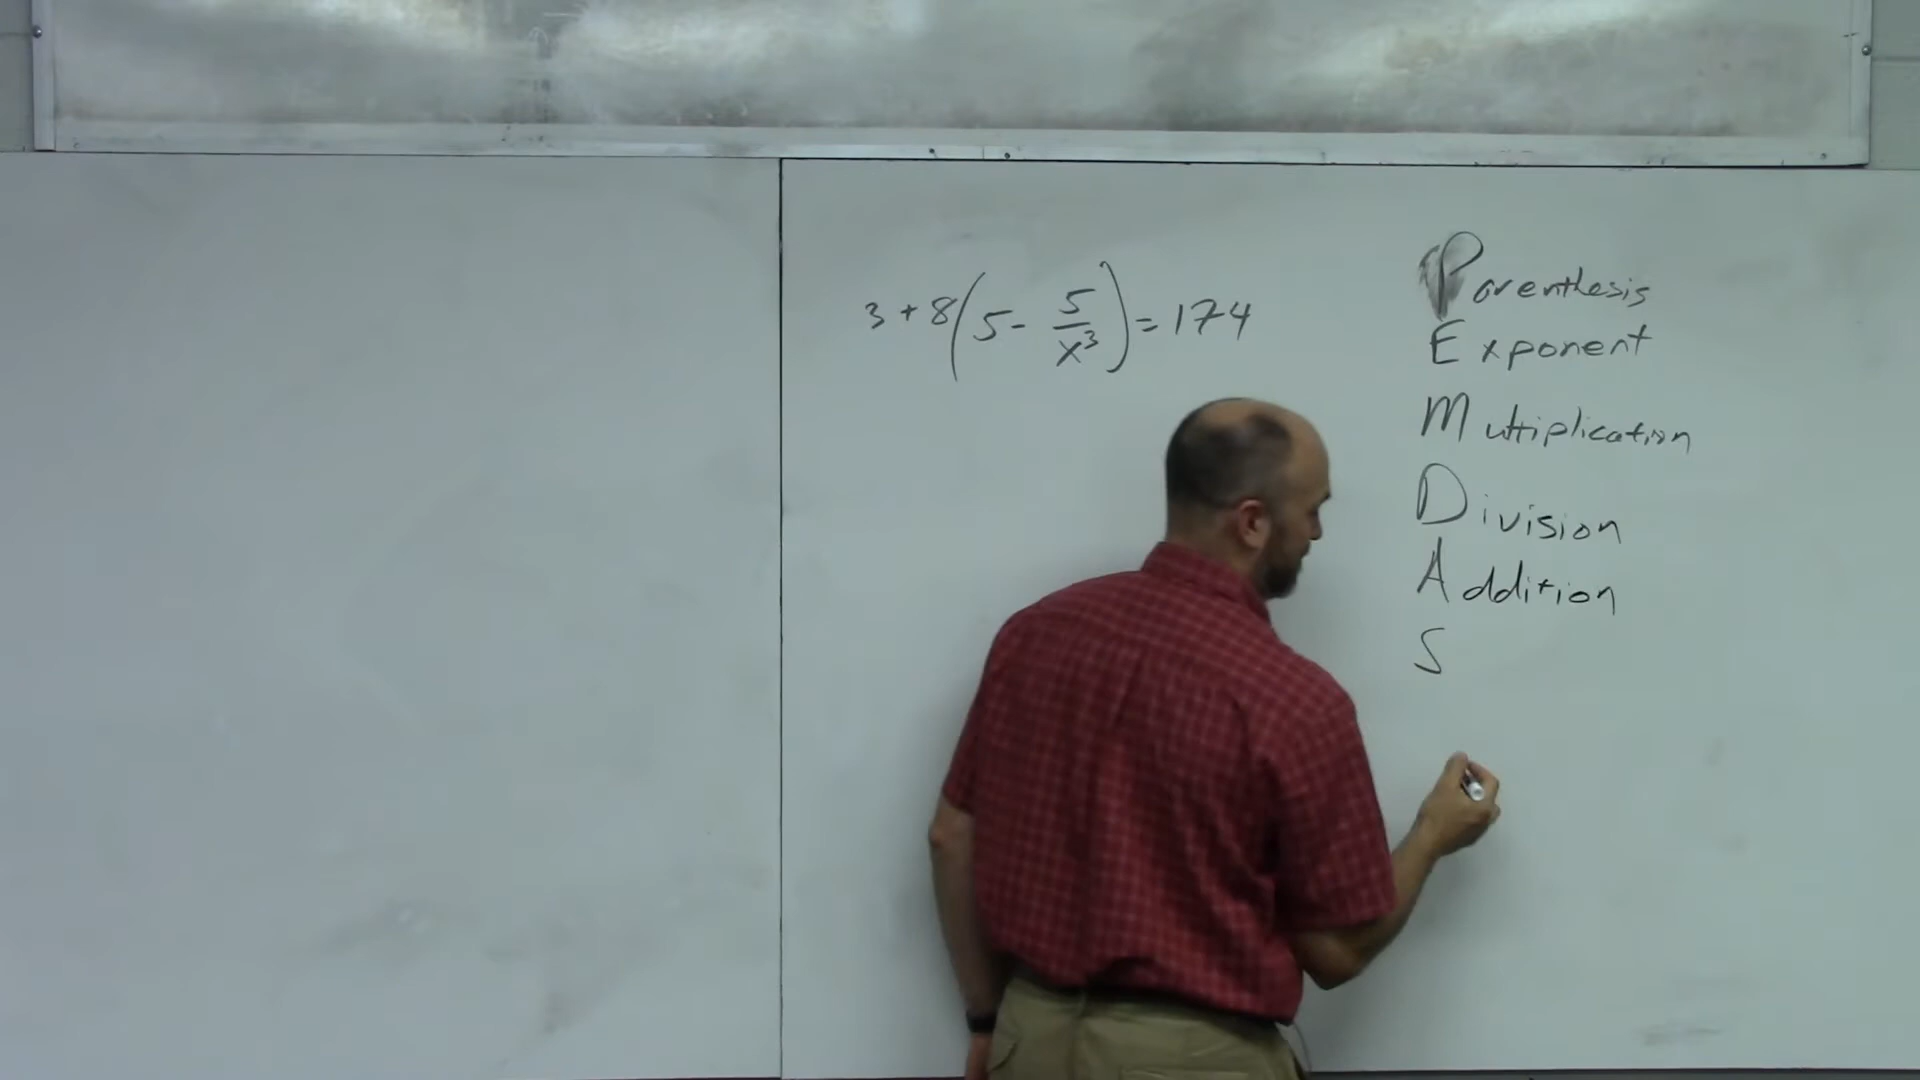 3 + 8(5 - 5/x³) = 174
Parenthesis
Exponent
Multiplication
Division
Addition
S